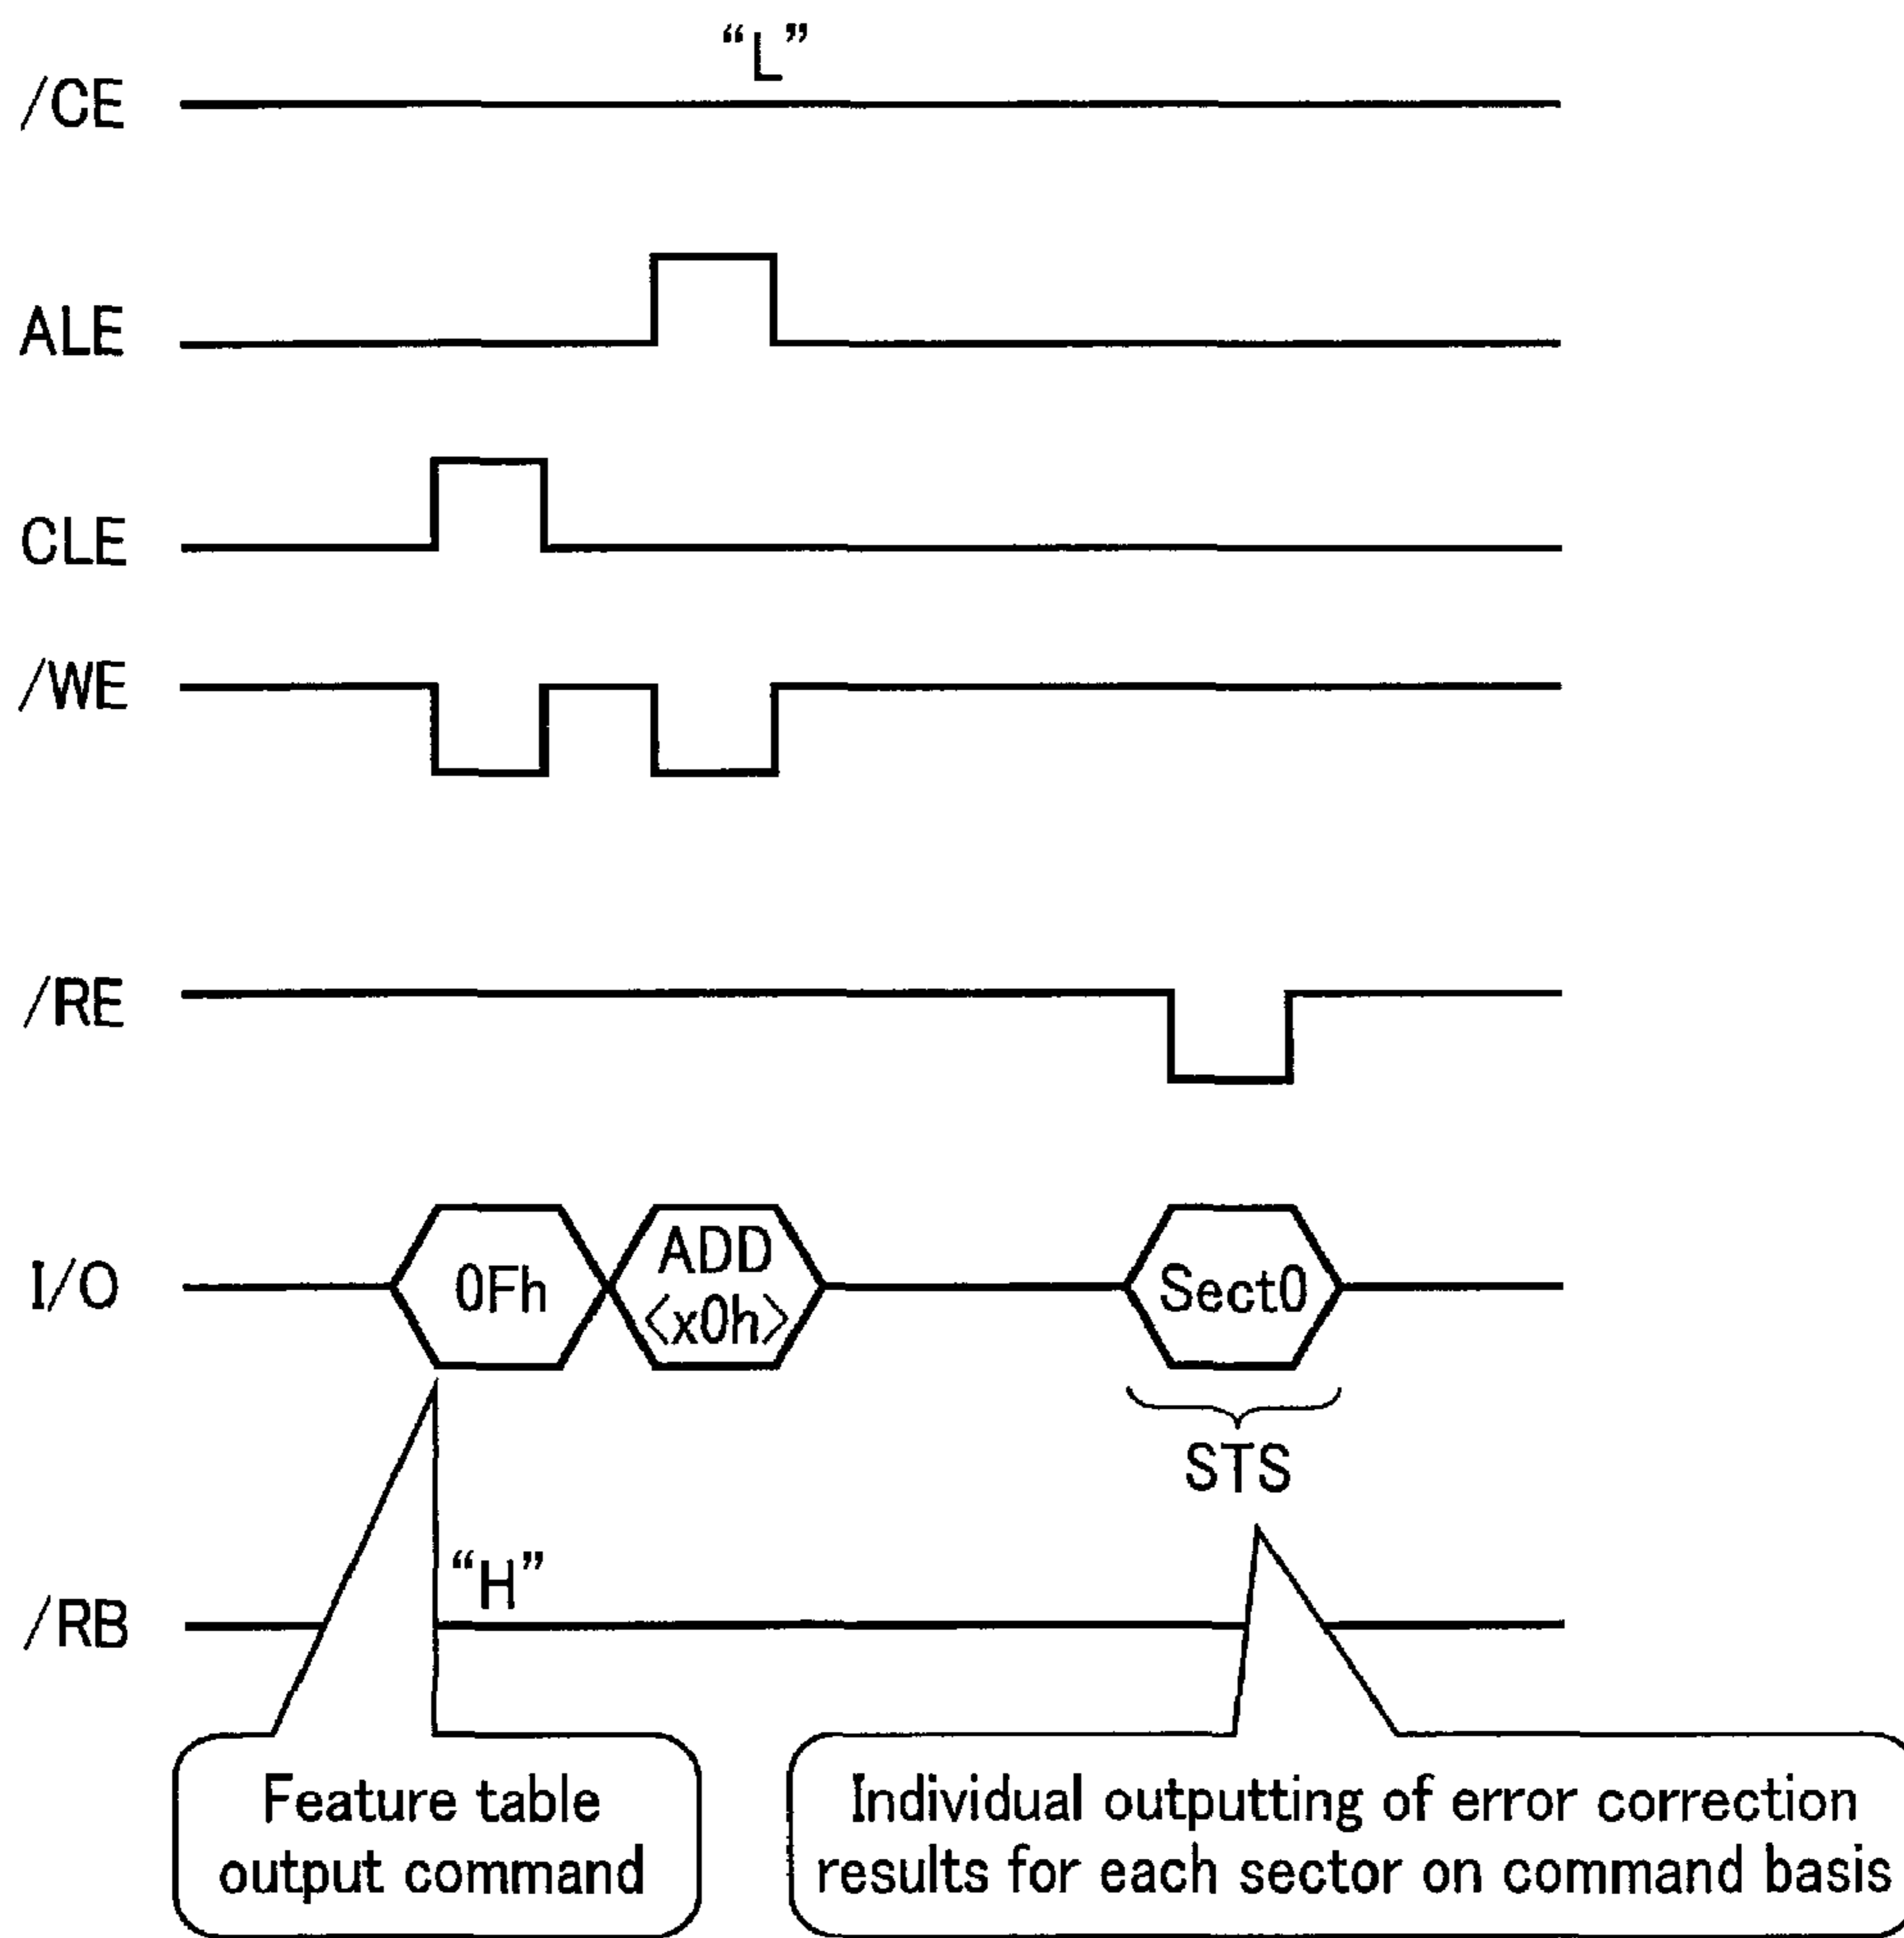 “L”
/CE
ALE
CLE
/WE
/RE
I/O
0Fh
ADD
〈x0h〉
Sect0
STS
“H”
/RB
Feature table
output command
Individual outputting of error correction
results for each sector on command basis